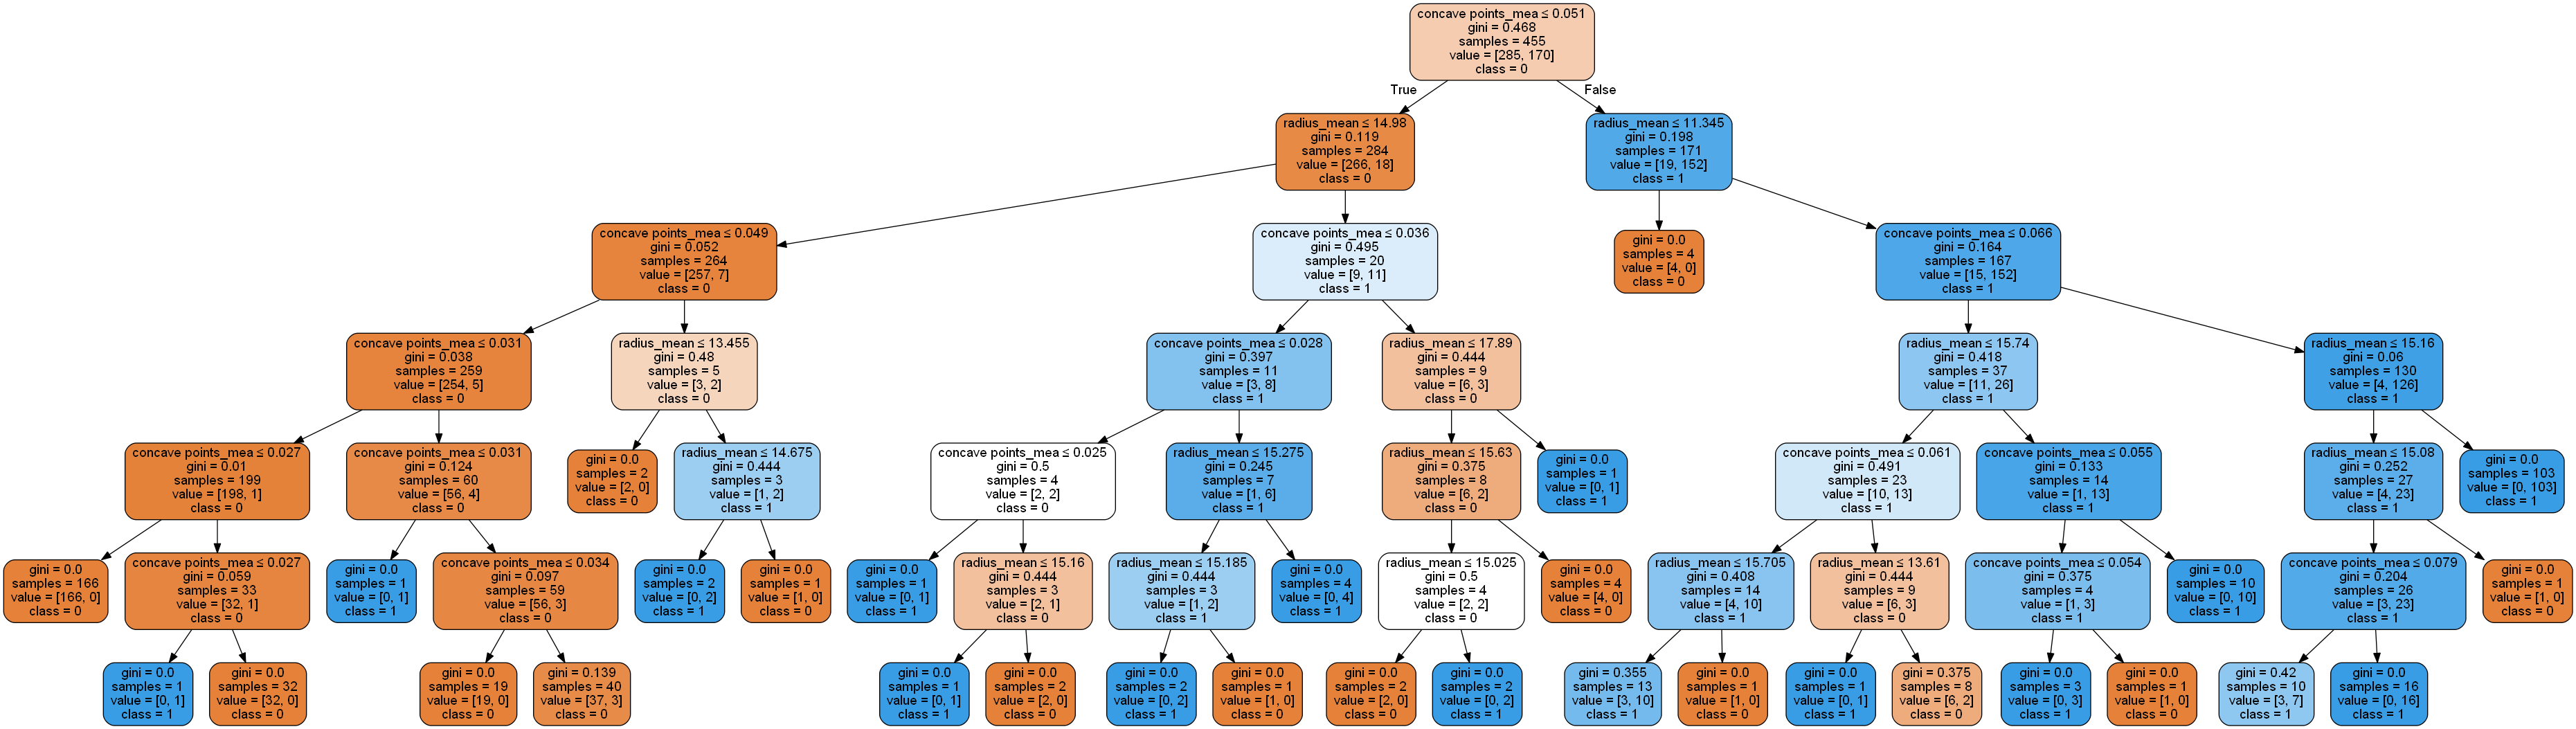 concave points_mea ≤ 0.051
gini = 0.468
samples = 455
value = [285, 170]
class = 0
True
False
radius_mean ≤ 14.98
gini = 0.119
samples = 284
value = [266, 18]
class = 0
radius_mean ≤ 11.345
gini = 0.198
samples = 171
value = [19, 152]
class = 1
concave points_mea ≤ 0.049
gini = 0.052
samples = 264
value = [257, 7]
class = 0
concave points_mea ≤ 0.036
gini = 0.495
samples = 20
value = [9, 11]
class = 1
gini = 0.0
samples = 4
value = [4, 0]
class = 0
concave points_mea ≤ 0.066
gini = 0.164
samples = 167
value = [15, 152]
class = 1
concave points_mea ≤ 0.031
gini = 0.038
samples = 259
value = [254, 5]
class = 0
radius_mean ≤ 13.455
gini = 0.48
samples = 5
value = [3, 2]
class = 0
concave points_mea ≤ 0.028
gini = 0.397
samples = 11
value = [3, 8]
class = 1
radius_mean ≤ 17.89
gini = 0.444
samples = 9
value = [6, 3]
class = 0
radius_mean ≤ 15.74
gini = 0.418
samples = 37
value = [11, 26]
class = 1
radius_mean ≤ 15.16
gini = 0.06
samples = 130
value = [4, 126]
class = 1
concave points_mea ≤ 0.027
gini = 0.01
samples = 199
value = [198, 1]
class = 0
concave points_mea ≤ 0.031
gini = 0.124
samples = 60
value = [56, 4]
class = 0
gini = 0.0
samples = 2
value = [2, 0]
class = 0
radius_mean ≤ 14.675
gini = 0.444
samples = 3
value = [1, 2]
class = 1
concave points_mea ≤ 0.025
gini = 0.5
samples = 4
value = [2, 2]
class = 0
radius_mean ≤ 15.275
gini = 0.245
samples = 7
value = [1, 6]
class = 1
radius_mean ≤ 15.63
gini = 0.375
samples = 8
value = [6, 2]
class = 0
gini = 0.0
samples = 1
value = [0, 1]
class = 1
concave points_mea ≤ 0.061
gini = 0.491
samples = 23
value = [10, 13]
class = 1
concave points_mea ≤ 0.055
gini = 0.133
samples = 14
value = [1, 13]
class = 1
radius_mean ≤ 15.08
gini = 0.252
samples = 27
value = [4, 23]
class = 1
gini = 0.0
samples = 103
value = [0, 103]
class = 1
gini = 0.0
samples = 166
value = [166, 0]
class = 0
concave points_mea ≤ 0.027
gini = 0.059
samples = 33
value = [32, 1]
class = 0
gini = 0.0
samples = 1
value = [0, 1]
class = 1
concave points_mea ≤ 0.034
gini = 0.097
samples = 59
value = [56, 3]
class = 0
gini = 0.0
samples = 2
value = [0, 2]
class = 1
gini = 0.0
samples = 1
value = [1, 0]
class = 0
gini = 0.0
samples = 1
value = [0, 1]
class = 1
radius_mean ≤ 15.16
gini = 0.444
samples = 3
value = [2, 1]
class = 0
radius_mean ≤ 15.185
gini = 0.444
samples = 3
value = [1, 2]
class = 1
gini = 0.0
samples = 4
value = [0, 4]
class = 1
radius_mean ≤ 15.025
gini = 0.5
samples = 4
value = [2, 2]
class = 0
gini = 0.0
samples = 4
value = [4, 0]
class = 0
radius_mean ≤ 15.705
gini = 0.408
samples = 14
value = [4, 10]
class = 1
radius_mean ≤ 13.61
gini = 0.444
samples = 9
value = [6, 3]
class = 0
concave points_mea ≤ 0.054
gini = 0.375
samples = 4
value = [1, 3]
class = 1
gini = 0.0
samples = 10
value = [0, 10]
class = 1
concave points_mea ≤ 0.079
gini = 0.204
samples = 26
value = [3, 23]
class = 1
gini = 0.0
samples = 1
value = [1, 0]
class = 0
gini = 0.0
samples = 1
value = [0, 1]
class = 1
gini = 0.0
samples = 32
value = [32, 0]
class = 0
gini = 0.0
samples = 19
value = [19, 0]
class = 0
gini = 0.139
samples = 40
value = [37, 3]
class = 0
gini = 0.0
samples = 1
value = [0, 1]
class = 1
gini = 0.0
samples = 2
value = [2, 0]
class = 0
gini = 0.0
samples = 2
value = [0, 2]
class = 1
gini = 0.0
samples = 1
value = [1, 0]
class = 0
gini = 0.0
samples = 2
value = [2, 0]
class = 0
gini = 0.0
samples = 2
value = [0, 2]
class = 1
gini = 0.355
samples = 13
value = [3, 10]
class = 1
gini = 0.0
samples = 1
value = [1, 0]
class = 0
gini = 0.0
samples = 1
value = [0, 1]
class = 1
gini = 0.375
samples = 8
value = [6, 2]
class = 0
gini = 0.0
samples = 3
value = [0, 3]
class = 1
gini = 0.0
samples = 1
value = [1, 0]
class = 0
gini = 0.42
samples = 10
value = [3, 7]
class = 1
gini = 0.0
samples = 16
value = [0, 16]
class = 1